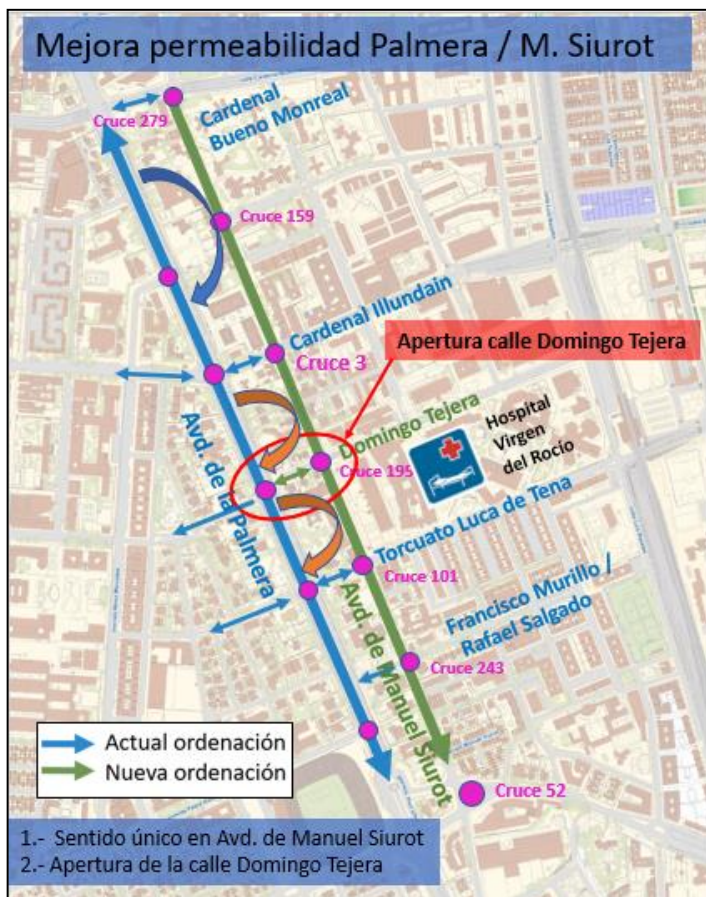 Mejora permeabilidad Palmera / M. Siurot
Cruce 279
Cardenal
Bueno Monreal
Cruce 159
Cardenal Illundain
Cruce 3
Apertura calle Domingo Tejera
Domingo Tejera
Cruce 195
Hospital
Virgen
del Rocío
Avd. de la Palmera
Torcuato Luca de Tena
Cruce 101
Avd. de Manuel Siurot
Francisco Murillo /
Rafael Salgado
Cruce 243
Actual ordenación
Nueva ordenación
Cruce 52
1.- Sentido único en Avd. de Manuel Siurot
2.- Apertura de la calle Domingo Tejera